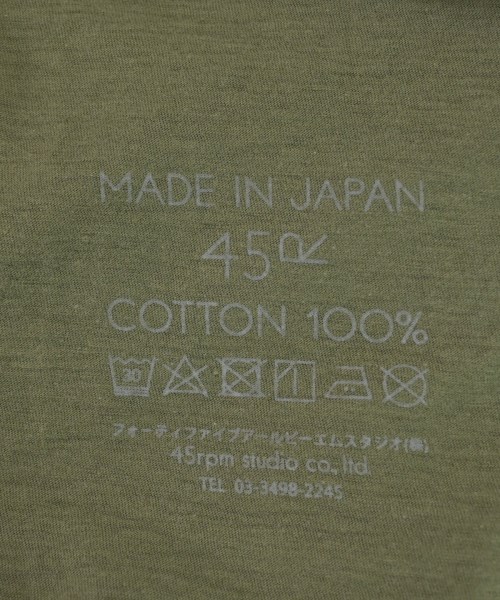 MADE IN JAPAN
45R
COTTON 100%
30
フォーティファイブアールピーエムスタジオ(株)
45rpm studio co.,ltd.
TEL 03-3498-2245